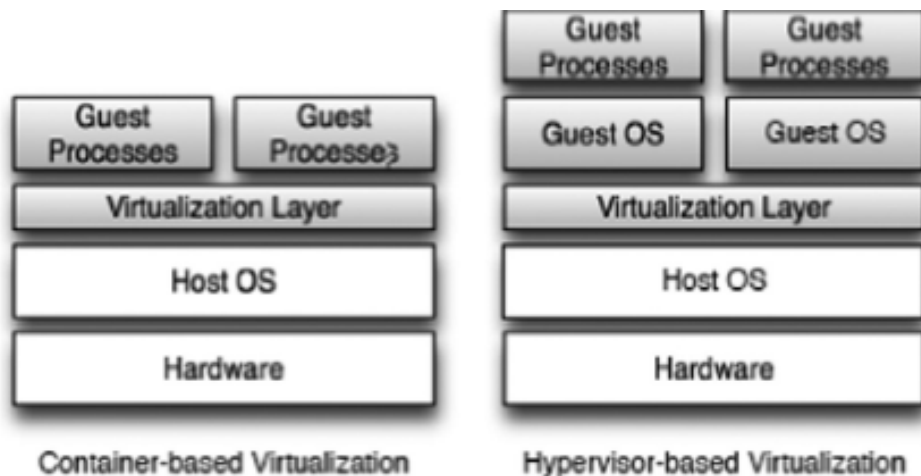 Guest
Processes
Guest
Processes
Virtualization Layer
Host OS
Hardware
Container-based Virtualization
Guest
Processes
Guest
Processes
Guest OS
Guest OS
Virtualization Layer
Host OS
Hardware
Hypervisor-based Virtualization